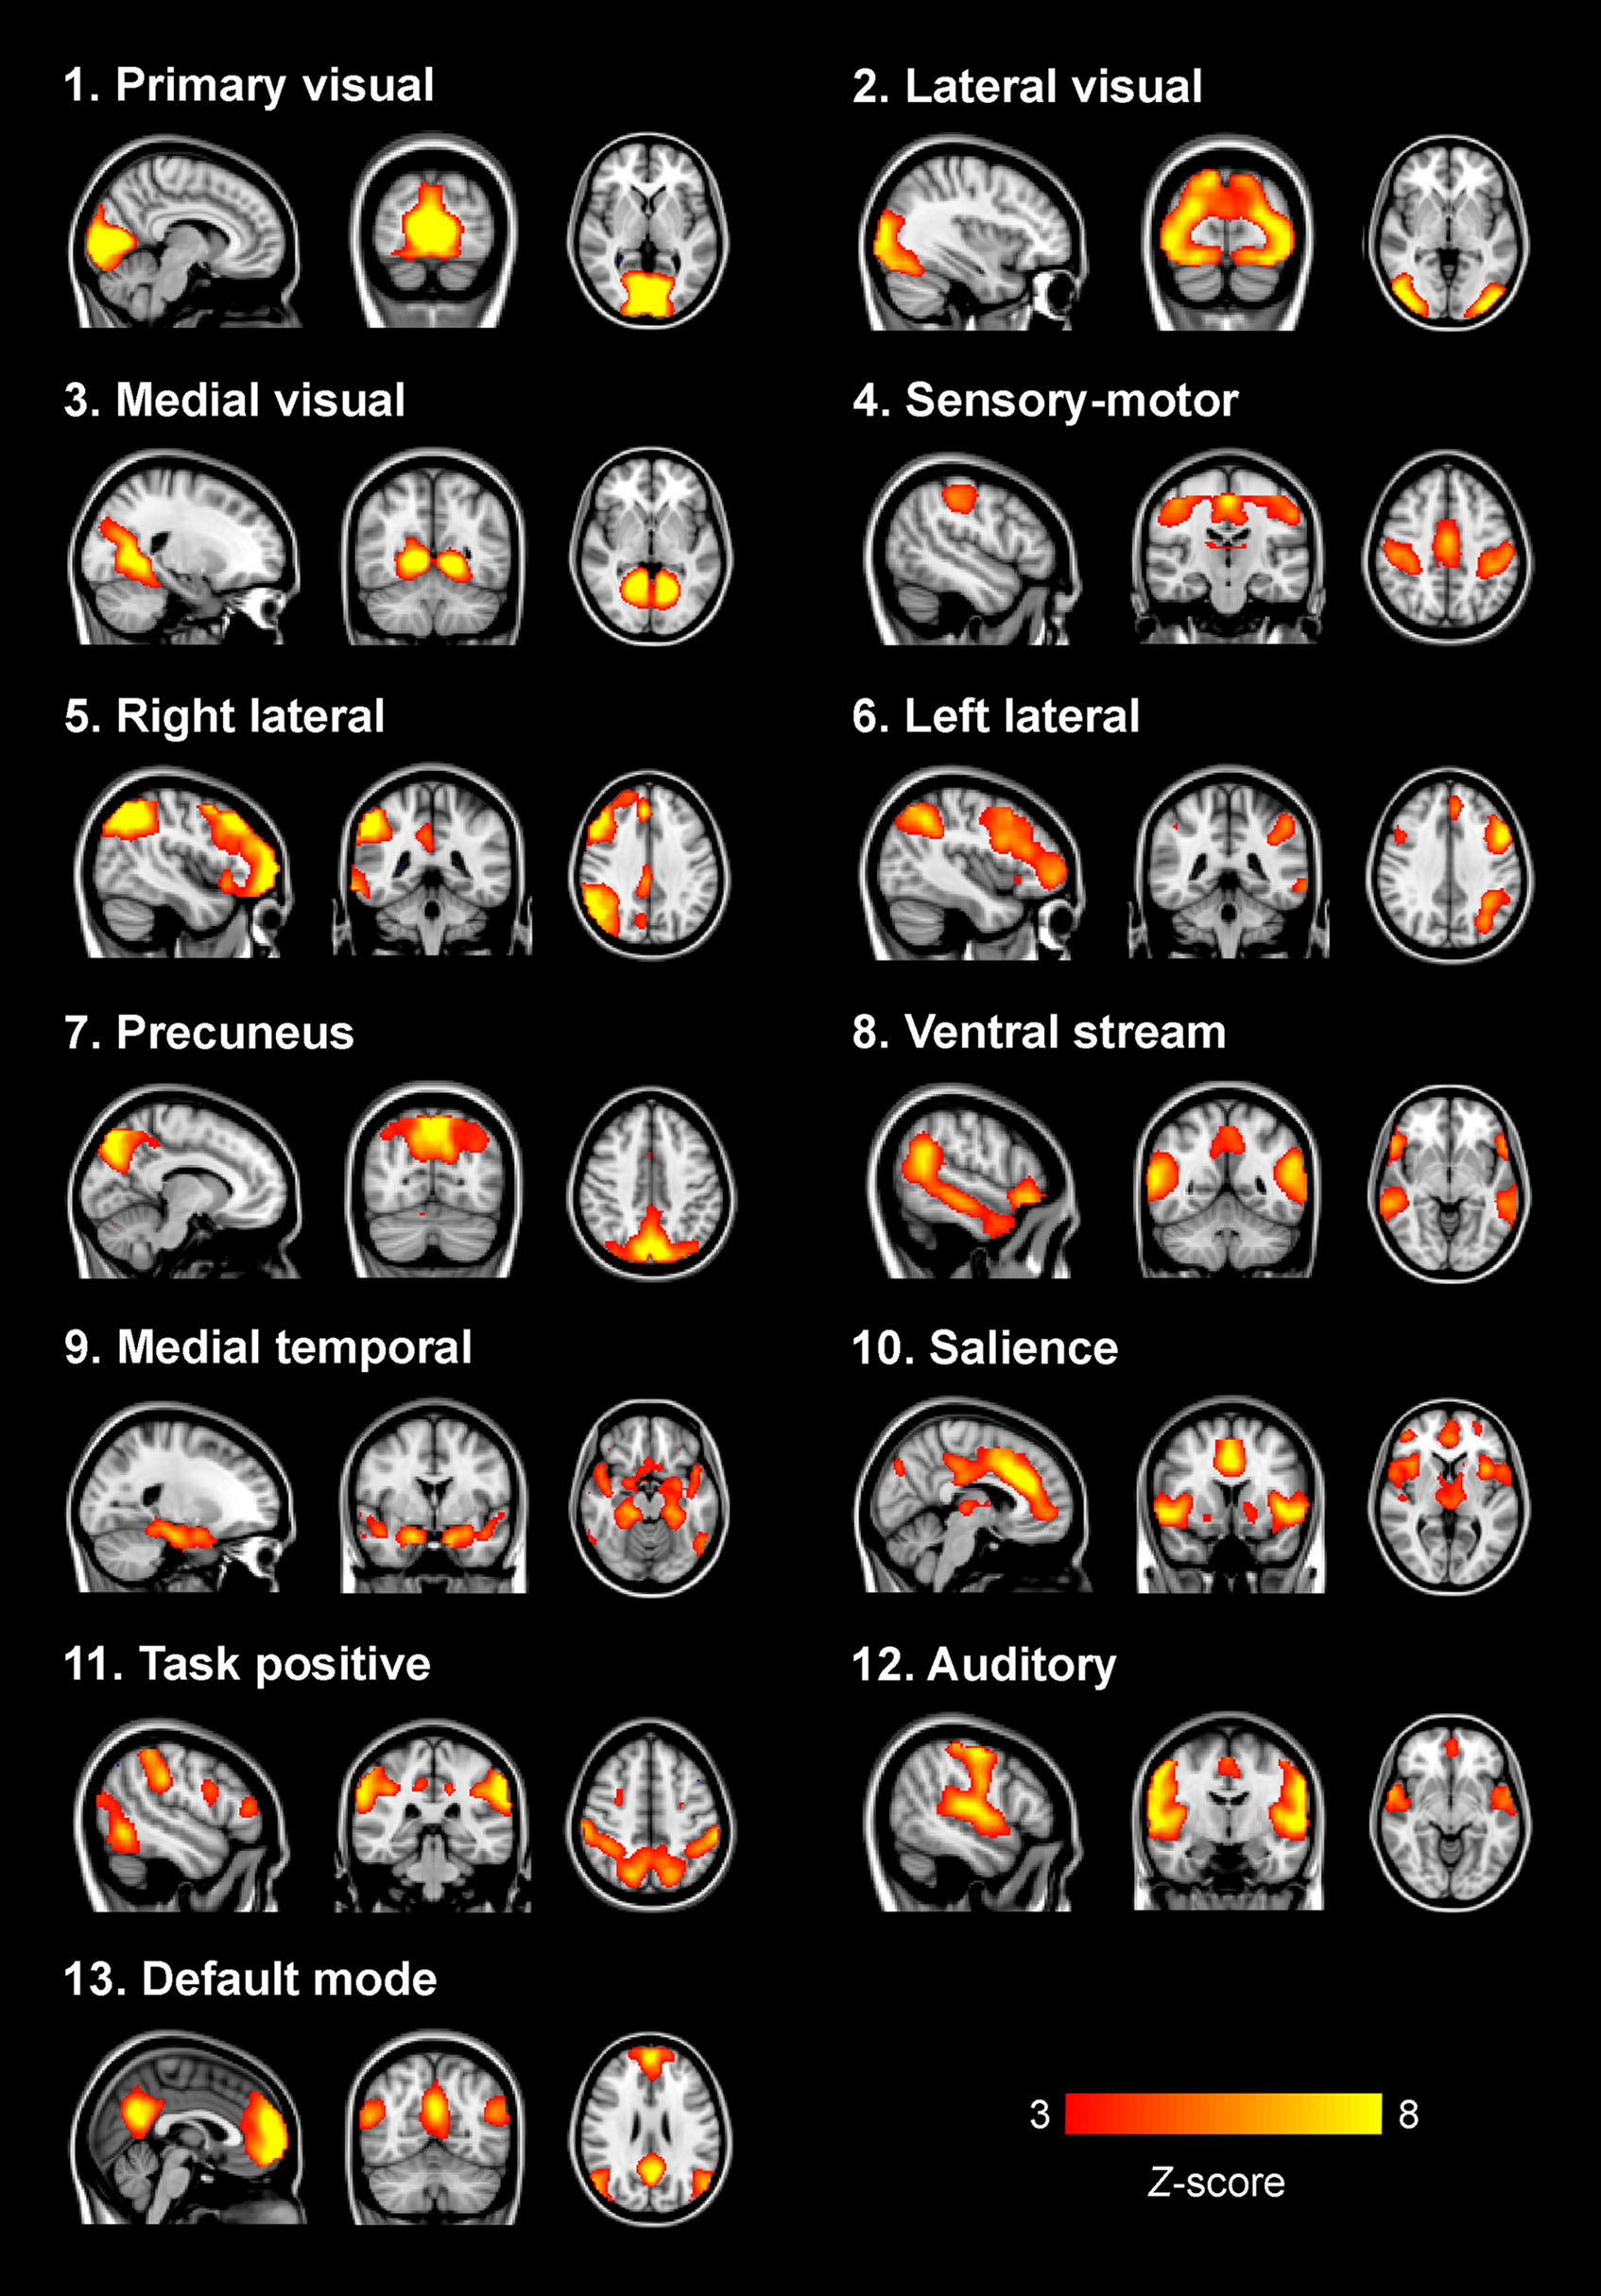 1. Primary visual
2. Lateral visual
3. Medial visual
4. Sensory-motor
5. Right lateral
6. Left lateral
7. Precuneus
8. Ventral stream
9. Medial temporal
10. Salience
11. Task positive
12. Auditory
13. Default mode
3 8
Z-score